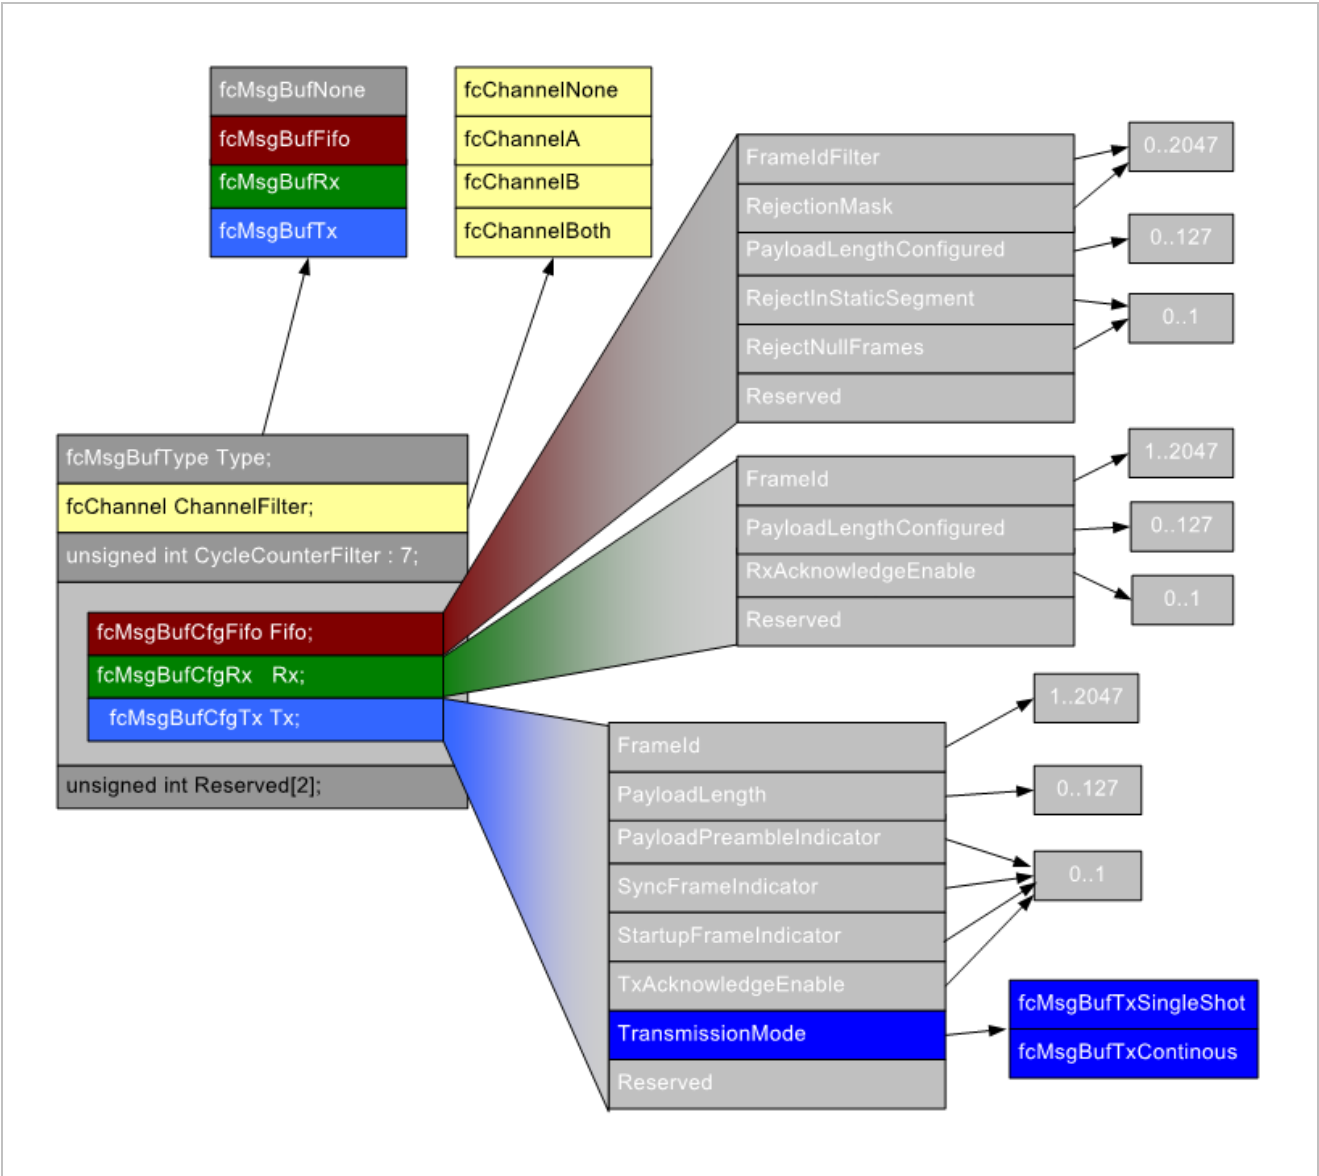 fcMsgBufNone
fcMsgBufFifo
fcMsgBufRx
fcMsgBufTx
fcChannelNone
fcChannelA
fcChannelB
fcChannelBoth
fcMsgBufType Type;
fcChannel ChannelFilter;
unsigned int CycleCounterFilter : 7;
fcMsgBufCfgFifo Fifo;
fcMsgBufCfgRx Rx;
fcMsgBufCfgTx Tx;
unsigned int Reserved[2];
FrameIdFilter
RejectionMask
PayloadLengthConfigured
RejectInStaticSegment
RejectNullFrames
Reserved
0..2047
0..127
0..1
FrameId
PayloadLengthConfigured
RxAcknowledgeEnable
Reserved
1..2047
0..127
0..1
FrameId
PayloadLength
PayloadPreambleIndicator
SyncFrameIndicator
StartupFrameIndicator
TxAcknowledgeEnable
TransmissionMode
Reserved
1..2047
0..127
0..1
fcMsgBufTxSingleShot
fcMsgBufTxContinous